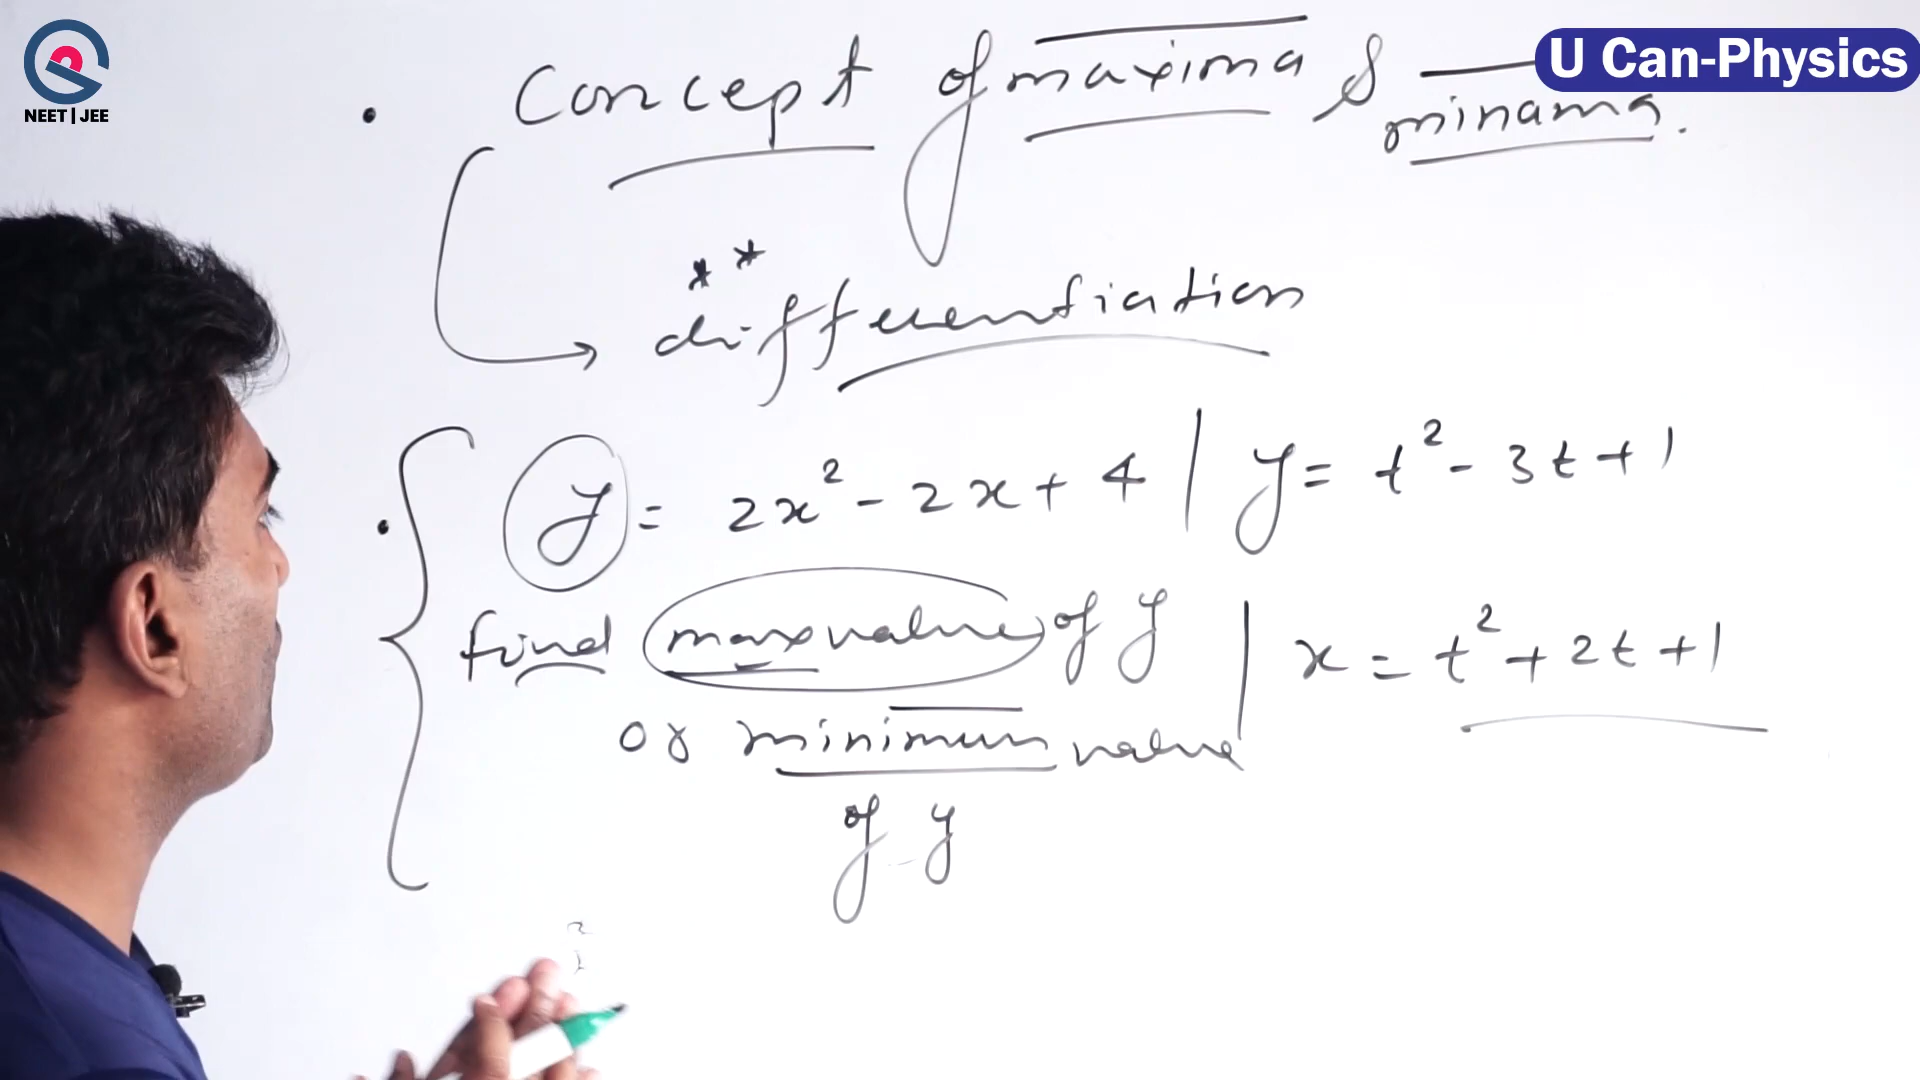 NEET|JEE
U Can-Physics
. Concept of maxima & minama.
** differentiation
. y = 2x² - 2x + 4 | y = t² - 3t + 1
find max value of y | x = t² + 2t + 1
or minimum value
of y